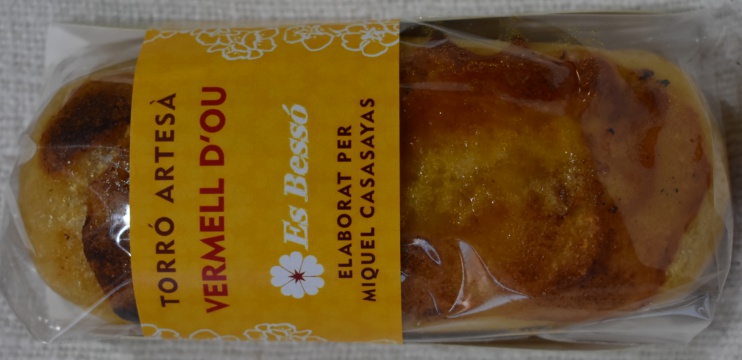 TORRÓ ARTESÀ
VERMELL D'OU
Es Bessó
ELABORAT PER
MIQUEL CASASAYAS